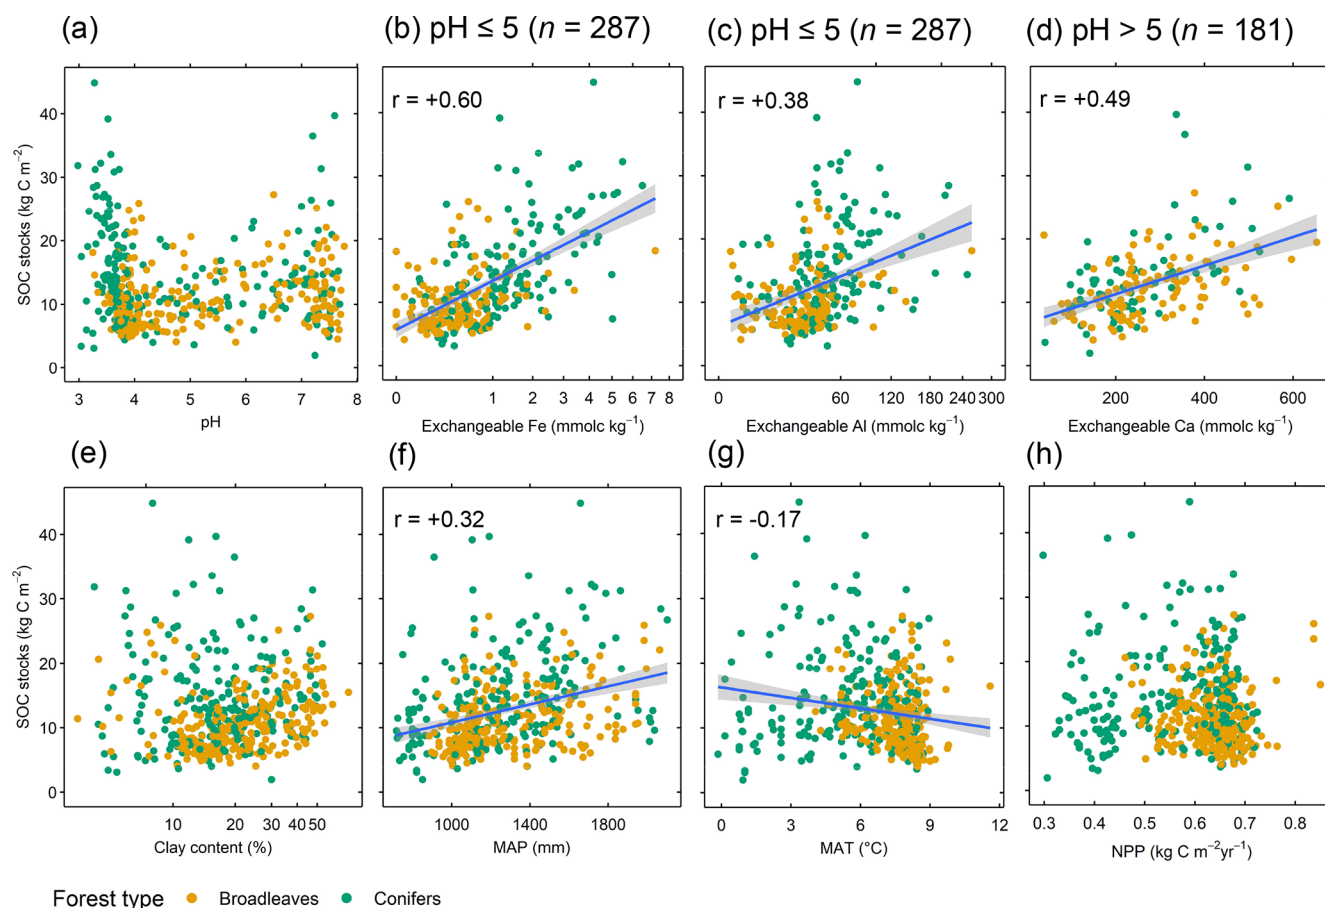 (a)
(b) pH ≤ 5 (n = 287)
(c) pH ≤ 5 (n = 287)
(d) pH > 5 (n = 181)
SOC stocks (kg C m⁻²)
40
30
20
10
0
r = +0.60
r = +0.38
r = +0.49
3 4 5 6 7 8
0 1 2 3 4 5 6 7 8
0 60 120 180 240 300
0 200 400 600
pH
Exchangeable Fe (mmolc kg⁻¹)
Exchangeable Al (mmolc kg⁻¹)
Exchangeable Ca (mmolc kg⁻¹)
(e)
(f)
(g)
(h)
SOC stocks (kg C m⁻²)
40
30
20
10
0
r = +0.32
r = -0.17
10 20 30 40 50
1000 1400 1800
0 3 6 9 12
0.3 0.4 0.5 0.6 0.7 0.8
Clay content (%)
MAP (mm)
MAT (°C)
NPP (kg C m⁻²yr⁻¹)
Forest type Broadleaves Conifers